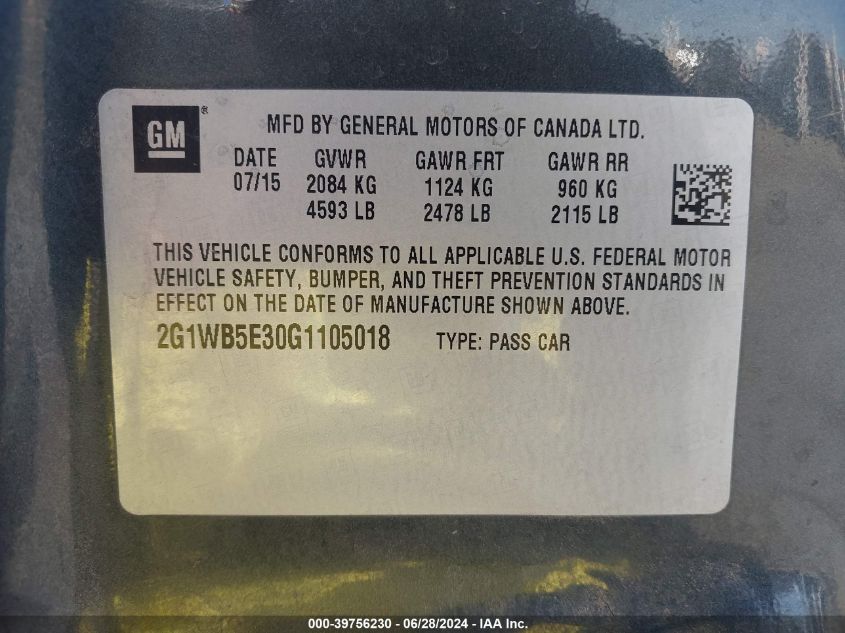 GM ®
MFD BY GENERAL MOTORS OF CANADA LTD.
DATE GVWR GAWR FRT GAWR RR
07/15 2084 KG 1124 KG 960 KG
4593 LB 2478 LB 2115 LB
THIS VEHICLE CONFORMS TO ALL APPLICABLE U.S. FEDERAL MOTOR
VEHICLE SAFETY, BUMPER, AND THEFT PREVENTION STANDARDS IN
EFFECT ON THE DATE OF MANUFACTURE SHOWN ABOVE.
2G1WB5E30G1105018 TYPE: PASS CAR
000-39756230 - 06/28/2024 - IAA Inc.